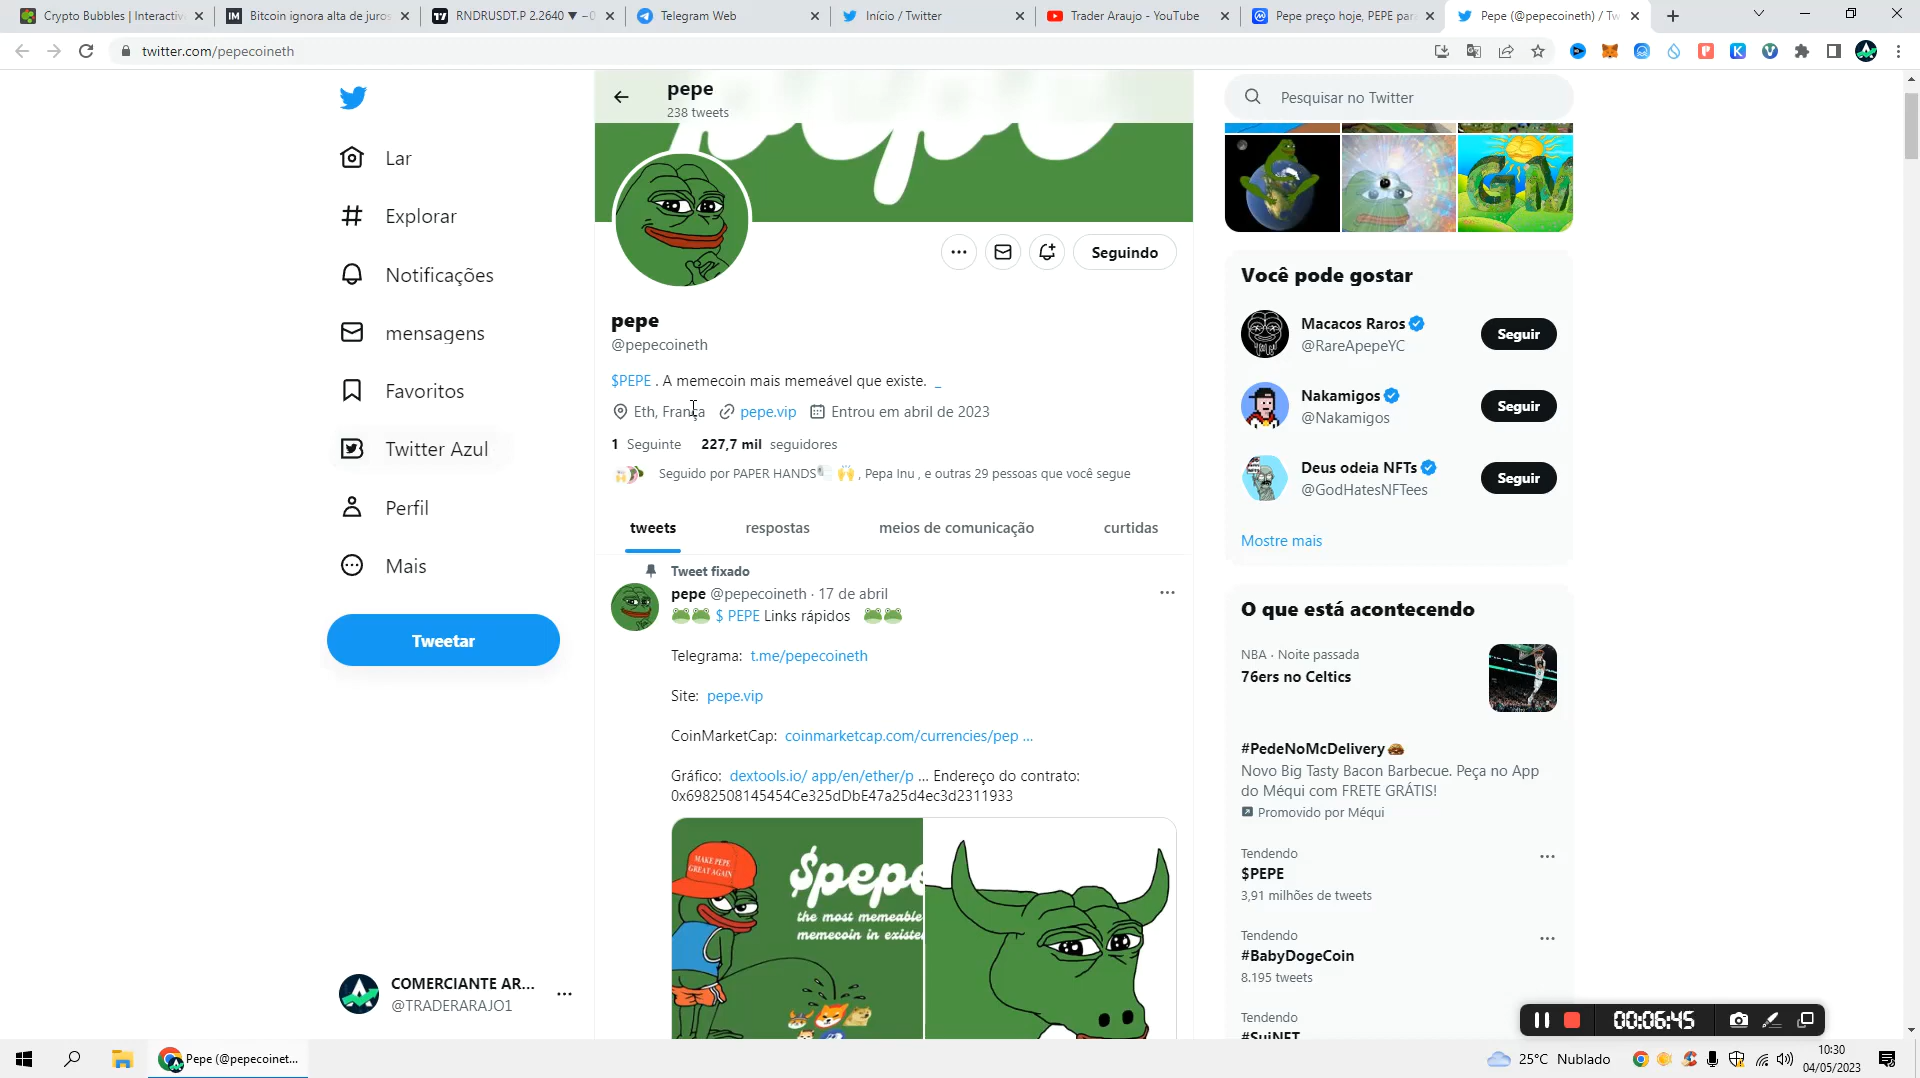 Crypto Bubbles | Interactiv
Bitcoin ignora alta de juros
RNDRUSDT.P 2.2640 ▼
Telegram Web
Início / Twitter
Trader Araujo - YouTube
Pepe preço hoje, PEPE par
Pepe (@pepecoineth) / Tw
twitter.com/pepecoineth
pepe
238 tweets
Pesquisar no Twitter
Lar
Explorar
Notificações
mensagens
Favoritos
Twitter Azul
Perfil
Mais
Tweetar
COMERCIANTE AR...
@TRADERARAJO1
pepe
GM
Seguindo
pepe
@pepecoineth
$PEPE . A memecoin mais memeável que existe. _
Eth, França pepe.vip Entrou em abril de 2023
1 Seguinte 227,7 mil seguidores
Seguido por PAPER HANDS🧻🙌 , Pepa Inu , e outras 29 pessoas que você segue
tweets respostas meios de comunicação curtidas
Tweet fixado
pepe @pepecoineth · 17 de abril
🐸🐸 $ PEPE Links rápidos 🐸🐸
Telegrama: t.me/pepecoineth
Site: pepe.vip
CoinMarketCap: coinmarketcap.com/currencies/pep ...
Gráfico: dextools.io/ app/en/ether/p ... Endereço do contrato:
0x6982508145454Ce325dDbE47a25d4ec3d2311933
MAKE PEPE
GREAT AGAIN
$pepe
the most memeable
memecoin in existe
Você pode gostar
Macacos Raros
@RareApepeYC
Seguir
Nakamigos
@Nakamigos
Seguir
Deus odeia NFTs
@GodHatesNFTees
Seguir
Mostre mais
O que está acontecendo
NBA · Noite passada
76ers no Celtics
#PedeNoMcDelivery🍔
Novo Big Tasty Bacon Barbecue. Peça no App
do Méqui com FRETE GRÁTIS!
Promovido por Méqui
Tendendo
$PEPE
3,91 milhões de tweets
Tendendo
#BabyDogeCoin
8.195 tweets
Tendendo
#SuiNFT
00:06:45
Pepe (@pepecoinet...
25°C Nublado
10:30
04/05/2023